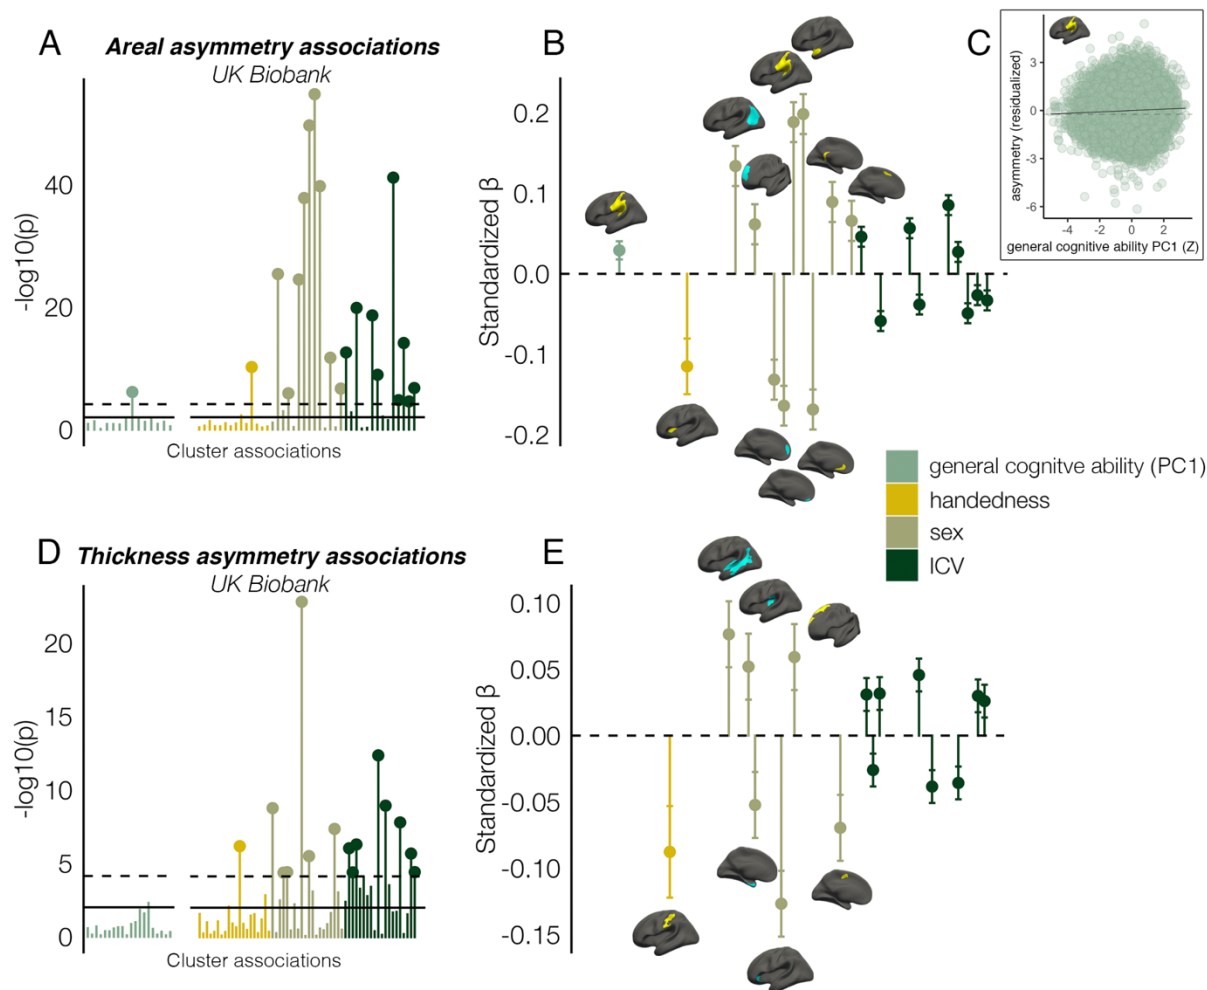 A
Areal asymmetry associations
UK Biobank
-log10(p)
40
20
0
Cluster associations
B
Standardized β
0.2
0.1
0.0
-0.1
-0.2
C
asymmetry (residualized)
3
0
-3
-6
-4 -2 0 2
general cognitive ability PC1 (Z)
general cognitve ability (PC1)
handedness
sex
ICV
D
Thickness asymmetry associations
UK Biobank
-log10(p)
20
15
10
5
0
Cluster associations
E
Standardized β
0.10
0.05
0.00
-0.05
-0.10
-0.15